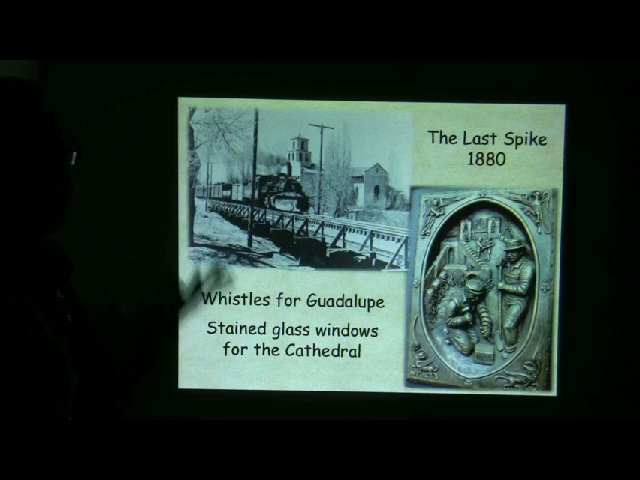 The Last Spike
1880
Whistles for Guadalupe
Stained glass windows
for the Cathedral